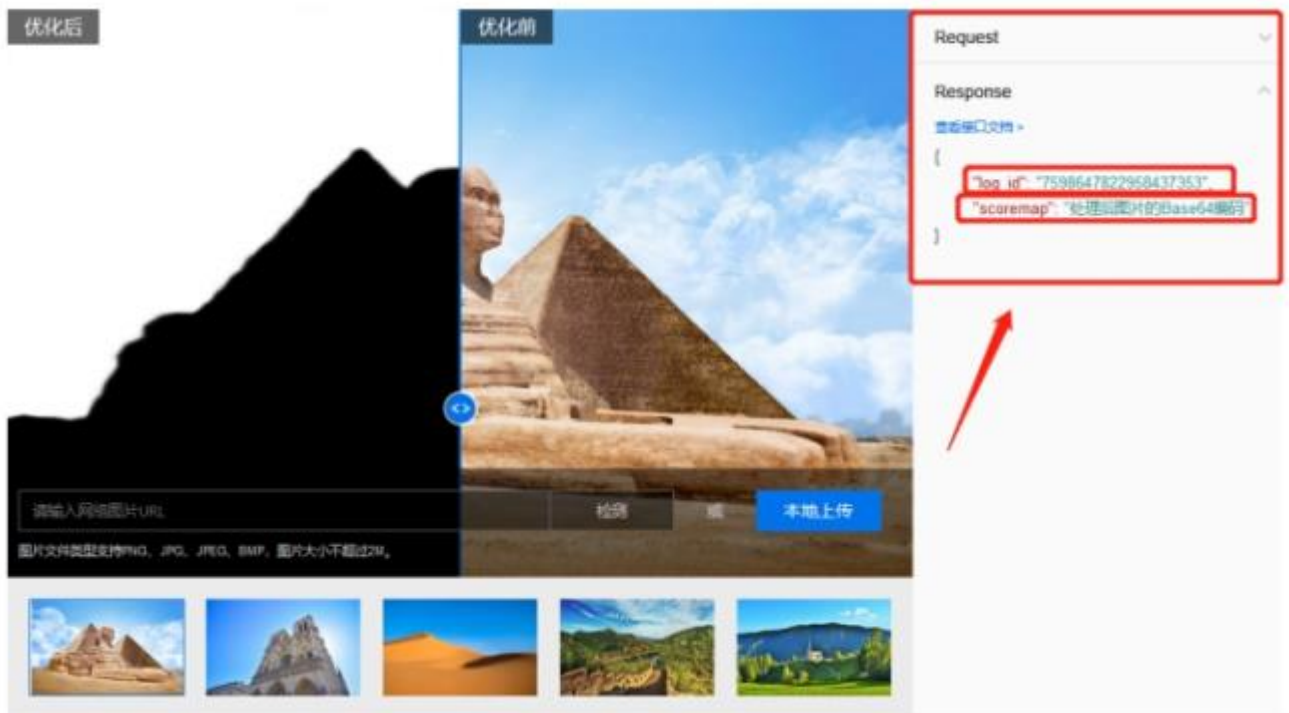 优化后
优化前
Request
Response
查看接口文档 >
{
"log_id": "7598647822958437353",
"scoremap": "处理后图片的Base64编码"
}
请输入网络图片URL
检测
或
本地上传
图片文件类型支持PNG、JPG、JPEG、BMP，图片大小不超过2M。